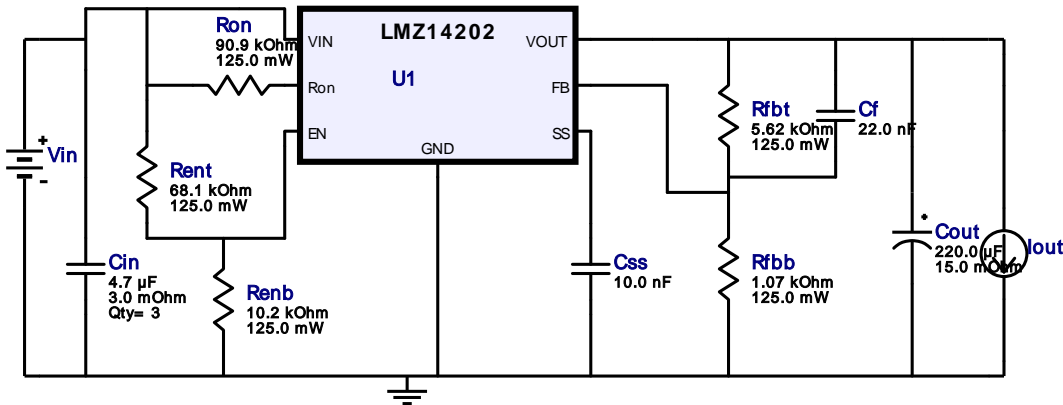 LMZ14202
U1
VIN
Ron
EN
GND
VOUT
FB
SS
Ron
90.9 kOhm
125.0 mW
+
Vin
-
Rent
68.1 kOhm
125.0 mW
Cin
4.7 µF
3.0 mOhm
Qty= 3
Renb
10.2 kOhm
125.0 mW
Css
10.0 nF
Rfbt
5.62 kOhm
125.0 mW
Cf
22.0 nF
Rfbb
1.07 kOhm
125.0 mW
+
Cout
220.0 µF
15.0 mOhm
Iout